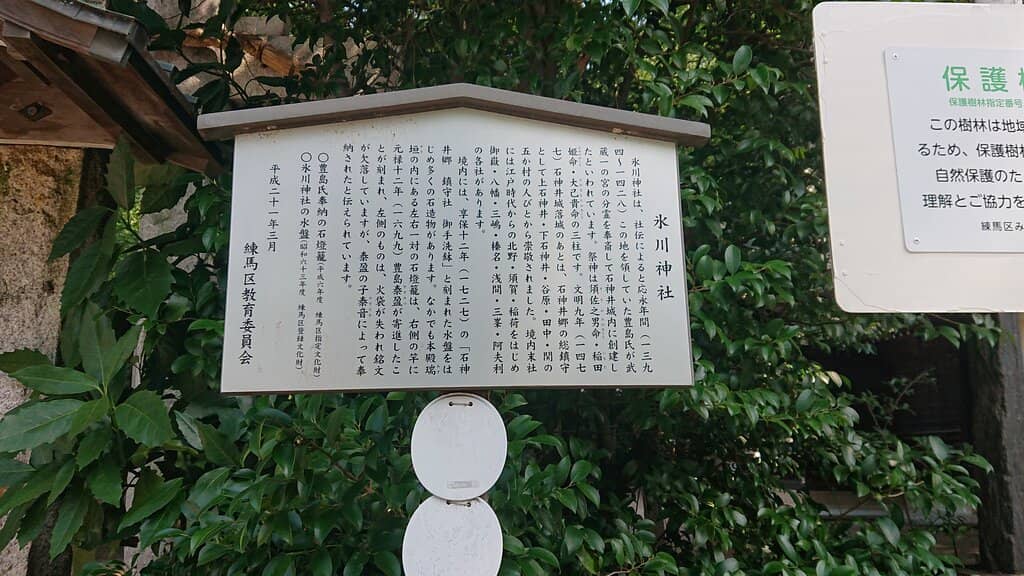 氷川神社
氷川神社は、社伝によると応永年間（一三九
四～一四二八）この地を領していた豊島氏が武
蔵一の宮の分霊を奉斎して石神井城内に創建し
たといわれています。祭神は須佐之男命・稲田
姫命・大己貴命の三柱です。文明九年（一四七
七）石神井城落城のあとは、石神井郷の総鎮守
として上石神井・下石神井・谷原・田中・関の
五か村の人びとから崇敬されました。境内末社
には江戸時代からの北野・須賀・稲荷をはじめ
御嶽・八幡・三嶋・榛名・浅間・三峯・阿夫利
の各社があります。
境内には、享保十二年（一七二七）の「石神
井郷 鎮守社 御手洗鉢」と刻まれた水盤をは
じめ多くの石造物があります。なかでも本殿瑞
垣の内にある左右一対の石燈籠は、右側の竿に
元禄十二年（一六九九）豊島泰盈が寄進したこ
とが刻まれ、左側のものは、火袋が失われ銘文
が欠落していますが、泰盈の子泰音によって奉
納されたと伝えられています。
〇豊島氏奉納の石燈籠（平成六年度 練馬区指定文化財）
〇氷川神社の水盤（昭和六十三年度 練馬区登録文化財）
平成二十一年三月
練馬区教育委員会
保護
保護樹林指定番号
この樹林は地域
るため、保護樹
自然保護のた
理解とご協力を
練馬区み